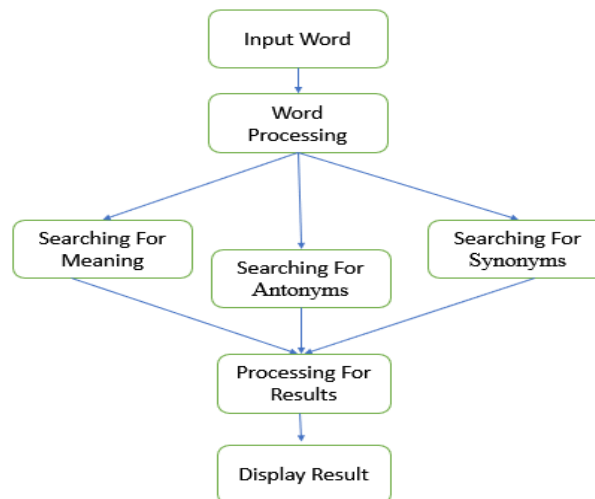 Input Word
Word
Processing
Searching For
Meaning
Searching For
Antonyms
Searching For
Synonyms
Processing For
Results
Display Result